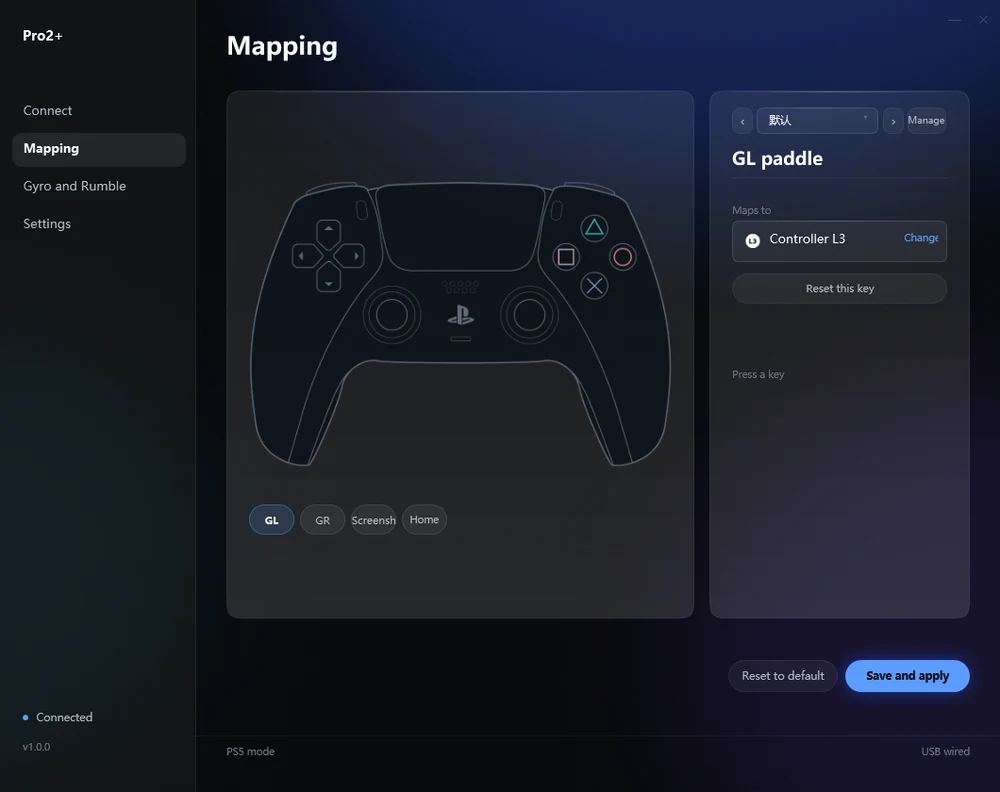 Pro2+
Connect
Mapping
Gyro and Rumble
Settings
Connected
v1.0.0
Mapping
GL
GR
Screensh
Home
‹ 默认 › Manage
GL paddle
Maps to
L3 Controller L3 Change
Reset this key
Press a key
Reset to default
Save and apply
PS5 mode
USB wired